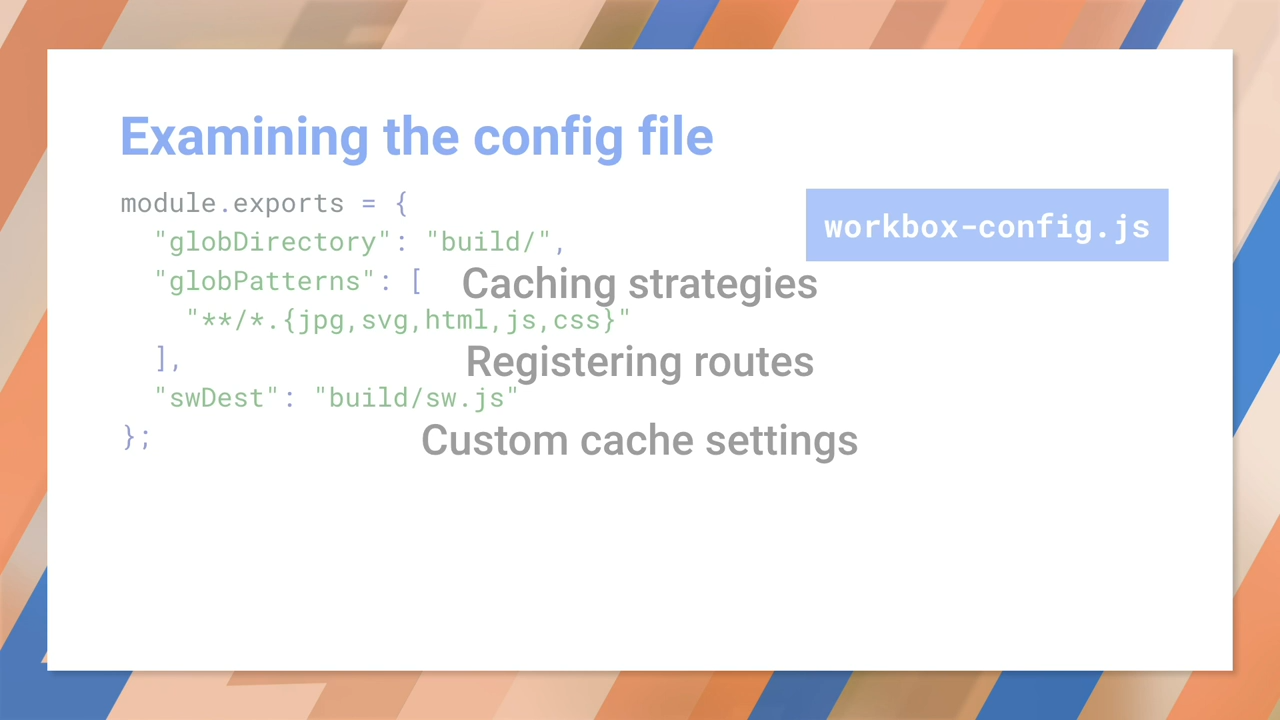 Examining the config file
module.exports = {
"globDirectory": "build/",
"globPatterns": [
"**/*.{jpg,svg,html,js,css}"
],
"swDest": "build/sw.js"
};
workbox-config.js
Caching strategies
Registering routes
Custom cache settings